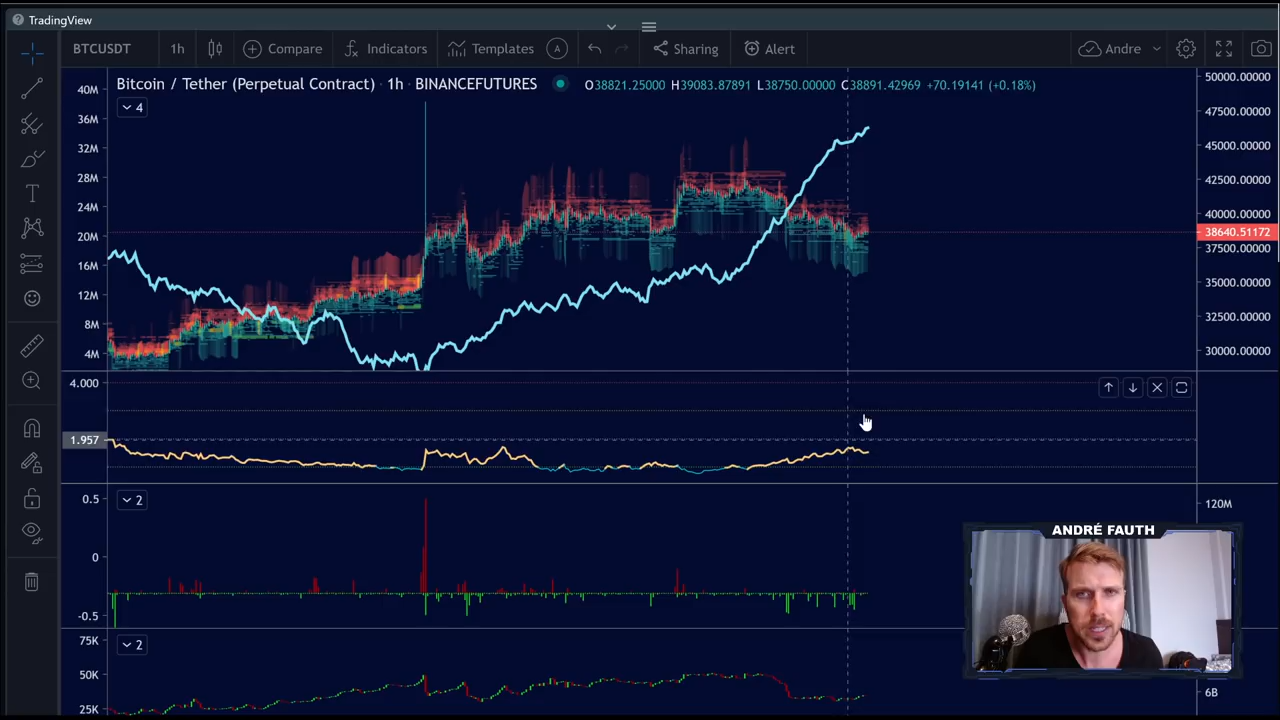 TradingView
BTCUSDT 1h Compare Indicators Templates A Sharing Alert Andre
Bitcoin / Tether (Perpetual Contract) · 1h · BINANCEFUTURES O38821.25000 H39083.87891 L38750.00000 C38891.42969 +70.19141 (+0.18%)
4
40M
36M
32M
28M
24M
20M
16M
12M
8M
4M
50000.00000
47500.00000
45000.00000
42500.00000
40000.00000
38640.51172
37500.00000
35000.00000
32500.00000
30000.00000
4.000
1.957
2
0.5
0
-0.5
120M
ANDRÉ FAUTH
2
75K
50K
25K
6B